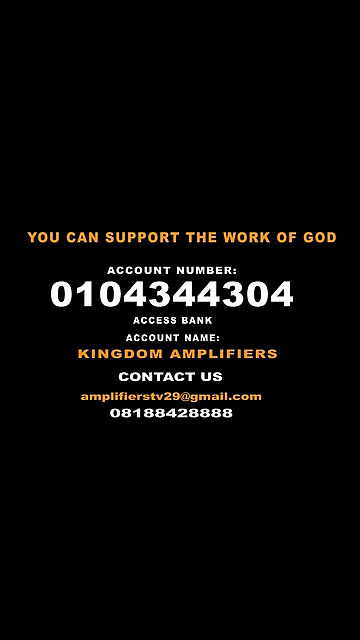 YOU CAN SUPPORT THE WORK OF GOD
ACCOUNT NUMBER:
0104344304
ACCESS BANK
ACCOUNT NAME:
KINGDOM AMPLIFIERS
CONTACT US
amplifierstv29@gmail.com
08188428888